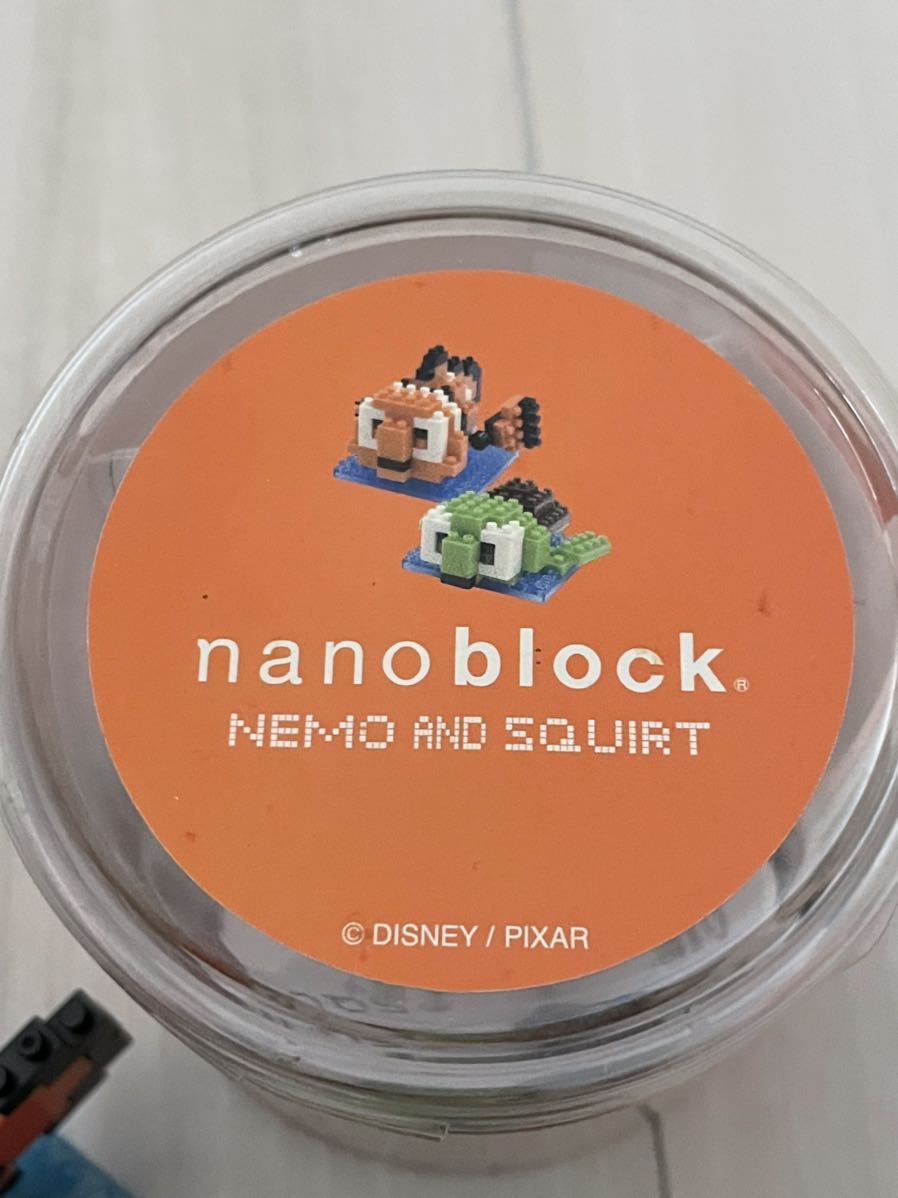 nanoblock®
NEMO AND SQUIRT
© DISNEY / PIXAR